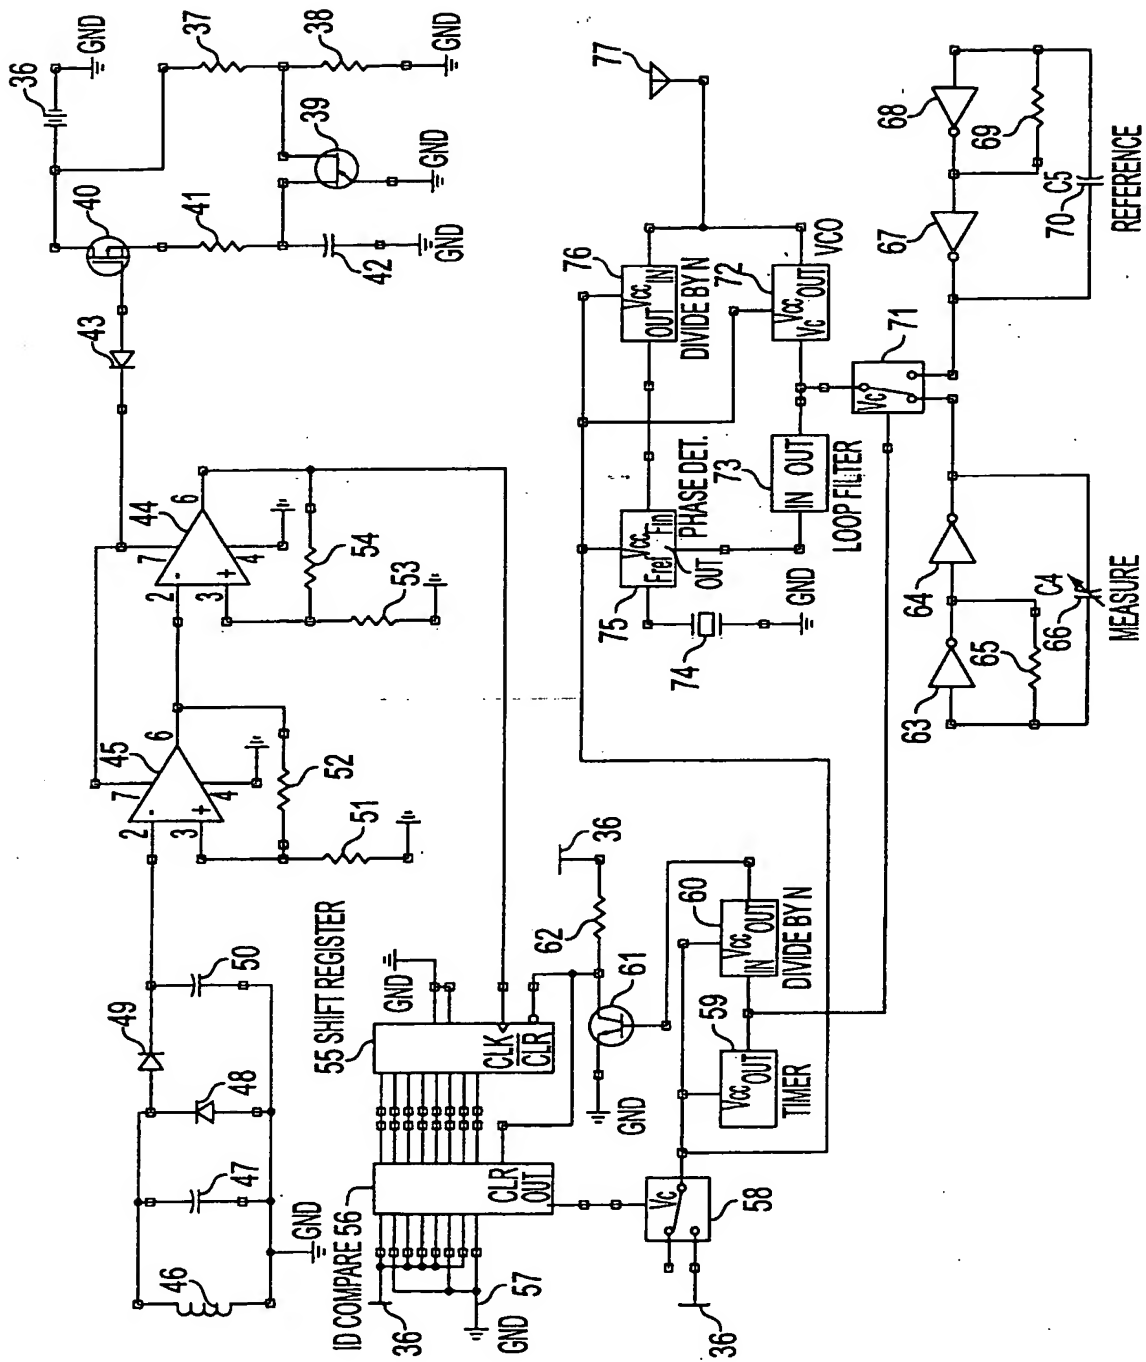 36
GND
37
38
GND
39
GND
40
41
42
GND
43
44
7
6
2
-
3
+
4
54
53
45
7
6
2
-
3
+
4
52
51
49
50
48
47
46
GND
55 SHIFT REGISTER
GND
CLK
CLR
ID COMPARE 56
CLR
OUT
36
57
GND
36
62
61
GND
60
Vcc
IN OUT
DIVIDE BY N
59
Vcc
OUT
TIMER
Vc
58
36
77
76
Vcc
OUT IN
DIVIDE BY N
72
VCO
Vcc
Vc OUT
PHASE DET.
75
Vcc
Fref Fin
OUT
74
GND
73
IN OUT
LOOP FILTER
71
Vc
68
69
67
70
C5
REFERENCE
64
63
65
66
C4
MEASURE